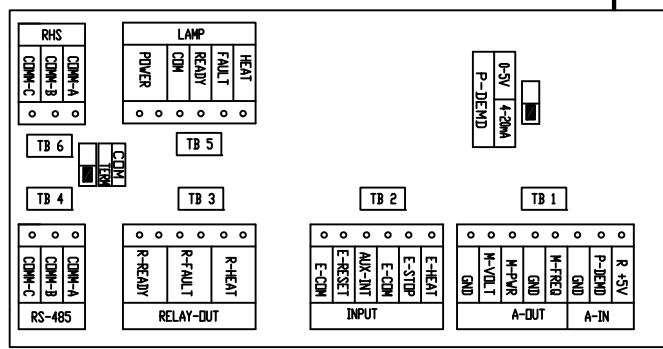 RHS
COMM-C
COMM-B
COMM-A
LAMP
POWER
COM
READY
FAULT
HEAT
P-DEMD
0-5V
4-20mA
TB 6
TB 5
COM
TERM
TB 4
TB 3
TB 2
TB 1
COMM-C
COMM-B
COMM-A
RS-485
R-READY
R-FAULT
R-HEAT
RELAY-OUT
E-COM
E-RESET
AUX-INT
E-COM
E-STOP
E-HEAT
INPUT
GND
M-VOLT
M-PWR
GND
M-FREQ
GND
P-DEMD
R +5V
A-OUT
A-IN